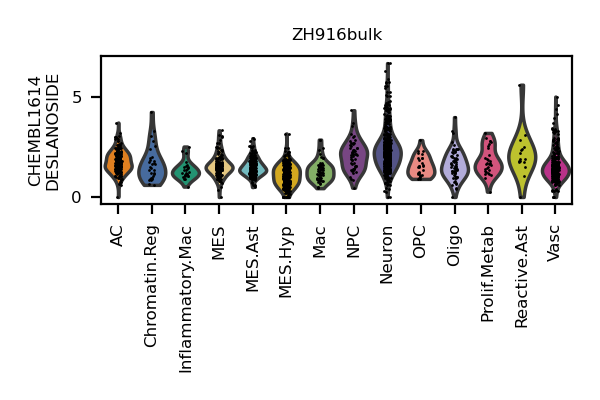 ZH916bulk
CHEMBL1614
DESLANOSIDE
5
0
AC
Chromatin.Reg
Inflammatory.Mac
MES
MES.Ast
MES.Hyp
Mac
NPC
Neuron
OPC
Oligo
Prolif.Metab
Reactive.Ast
Vasc